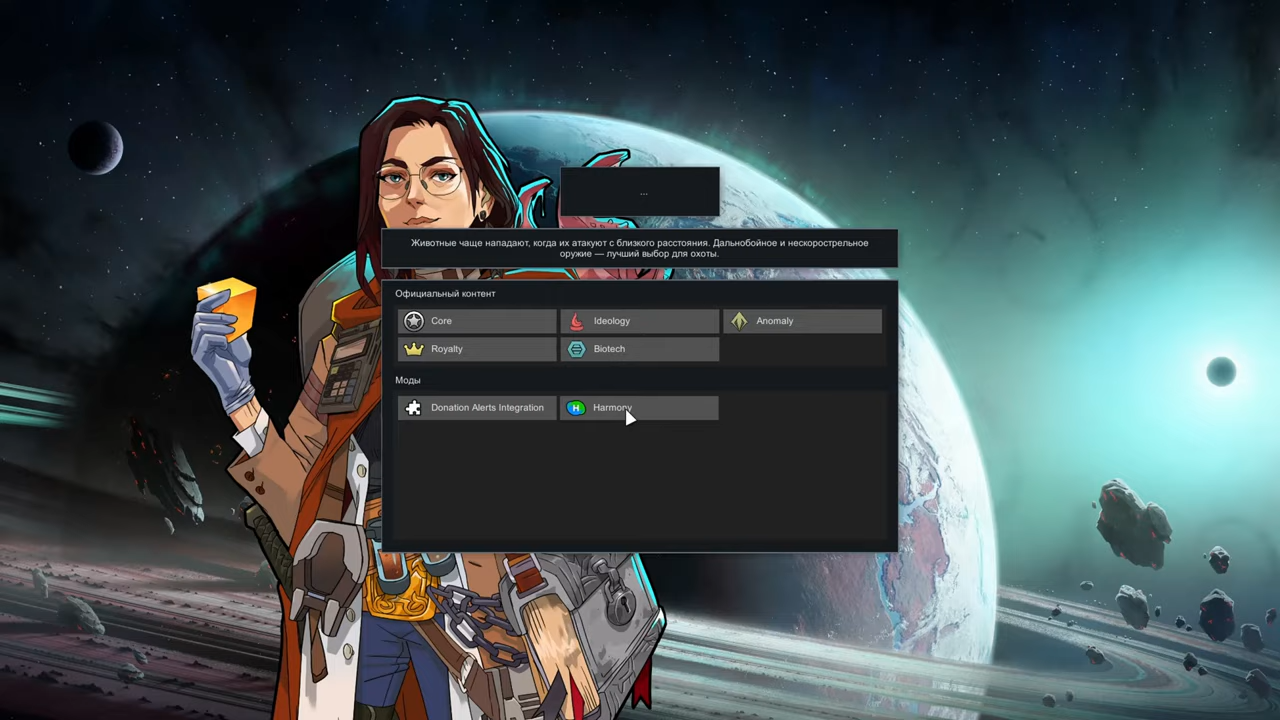 ...
Животные чаще нападают, когда их атакуют с близкого расстояния. Дальнобойное и нескорострельное
оружие — лучший выбор для охоты.
Официальный контент
Core
Ideology
Anomaly
Royalty
Biotech
Моды
Donation Alerts Integration
H Harmony